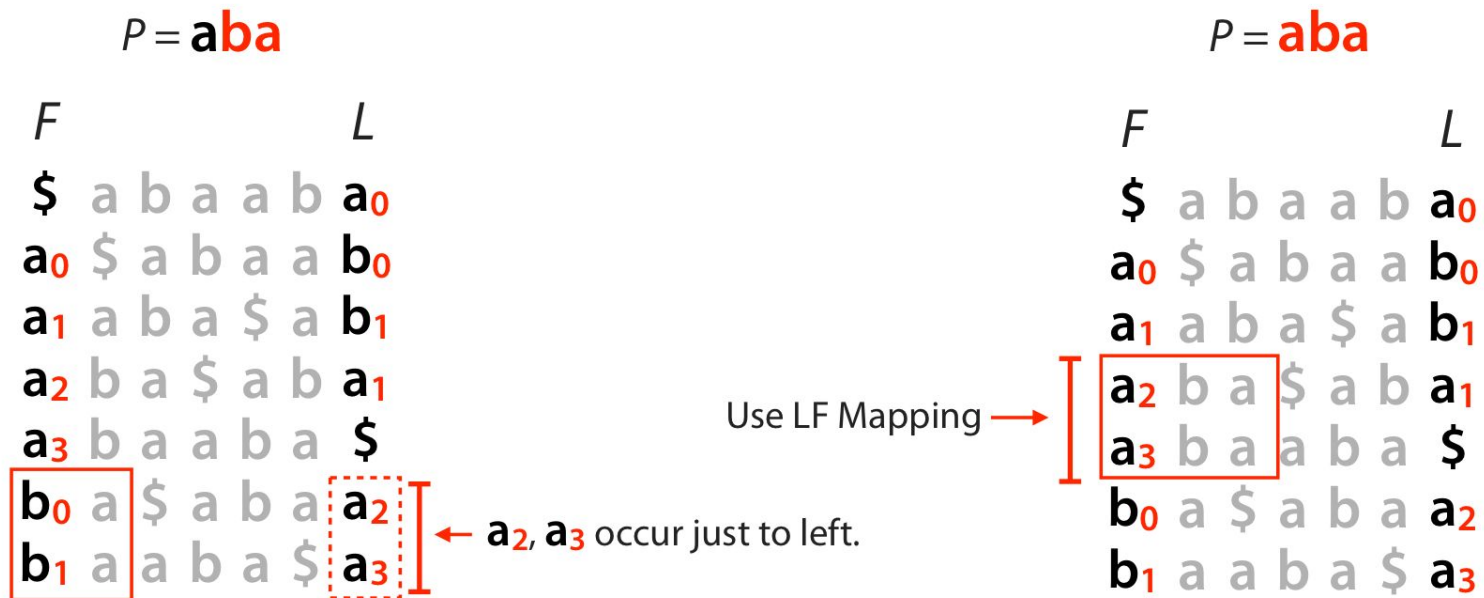 P = aba
F L
$ a b a a b a0
a0 $ a b a a b0
a1 a b a $ a b1
a2 b a $ a b a1
a3 b a a b a $
b0 a $ a b a a2
b1 a a b a $ a3
a2, a3 occur just to left.
P = aba
F L
$ a b a a b a0
a0 $ a b a a b0
a1 a b a $ a b1
a2 b a $ a b a1
a3 b a a b a $
b0 a $ a b a a2
b1 a a b a $ a3
Use LF Mapping